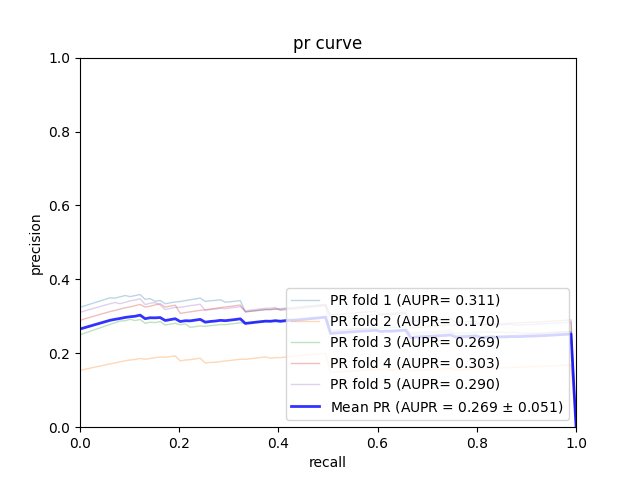 pr curve
1.0
0.8
0.6
0.4
0.2
0.0
precision
PR fold 1 (AUPR= 0.311)
PR fold 2 (AUPR= 0.170)
PR fold 3 (AUPR= 0.269)
PR fold 4 (AUPR= 0.303)
PR fold 5 (AUPR= 0.290)
Mean PR (AUPR = 0.269 ± 0.051)
0.0 0.2 0.4 0.6 0.8 1.0
recall